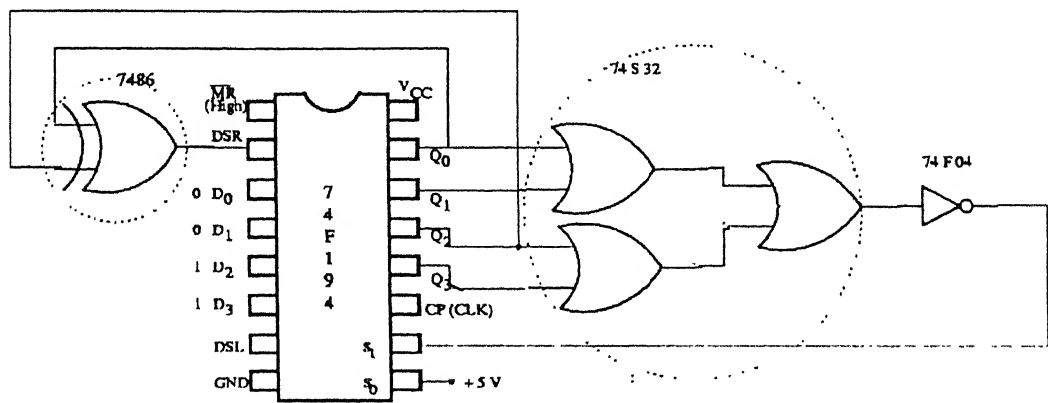 7486
74 S 32
74 F 04
MR
(High)
VCC
DSR
Q0
0 D0
Q1
0 D1
Q2
1 D2
Q3
1 D3
CP (CLK)
DSL
S1
GND
S0
+ 5 V
7
4
F
1
9
4